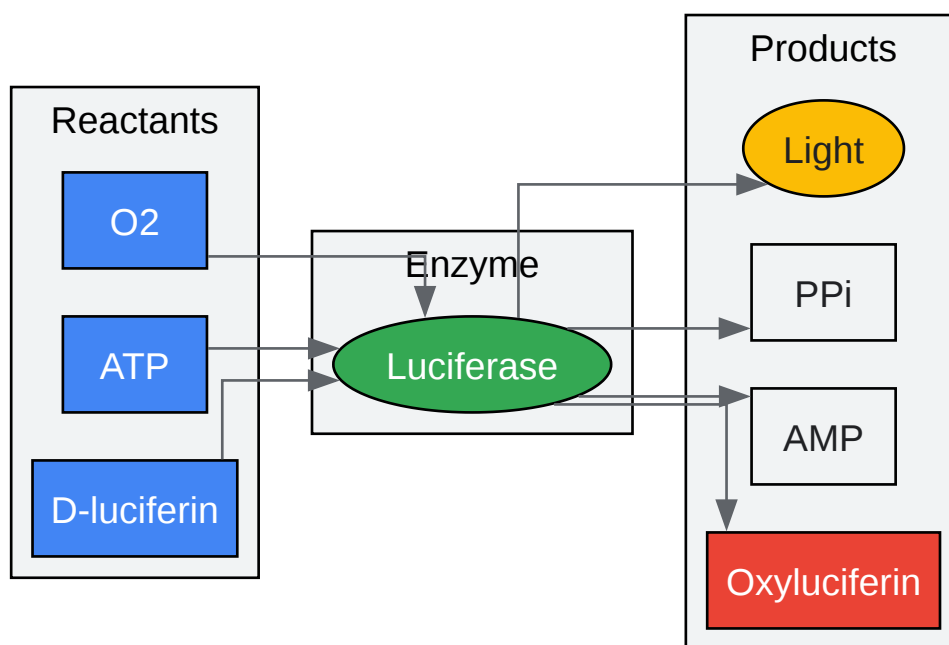 Reactants
O2
ATP
D-luciferin
Enzyme
Luciferase
Products
Light
PPi
AMP
Oxyluciferin